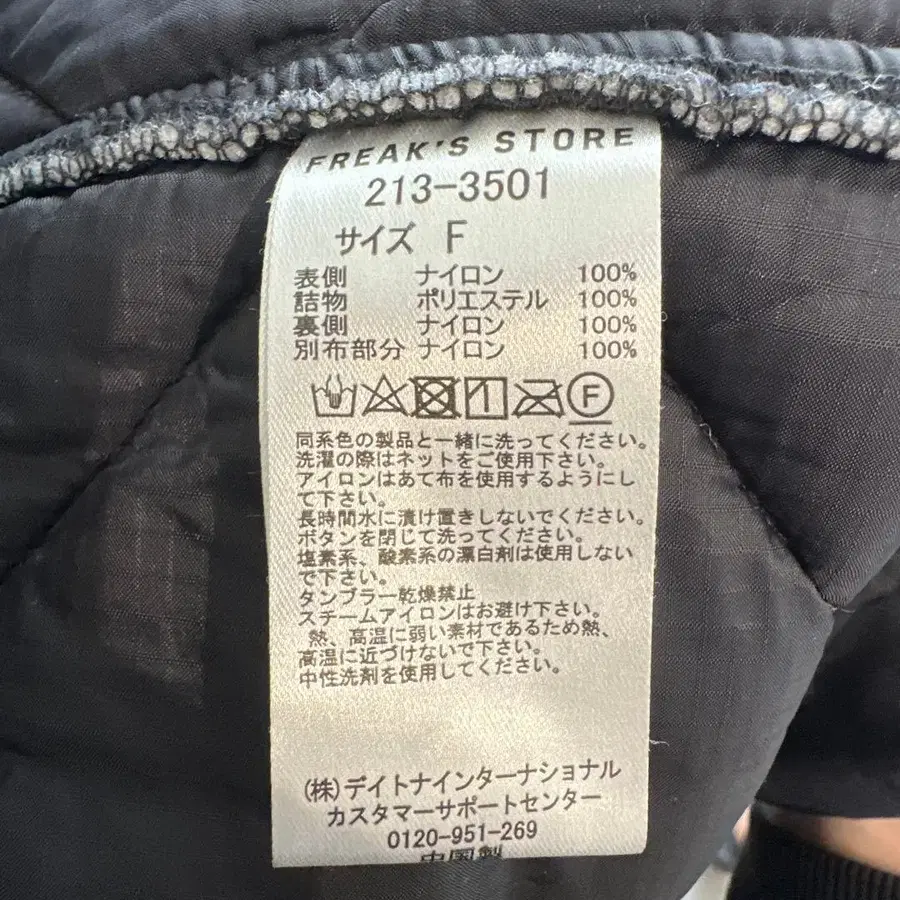 FREAK'S STORE
213-3501
サイズ F
表側 ナイロン 100%
詰物 ポリエステル 100%
裏側 ナイロン 100%
別布部分 ナイロン 100%
F
同系色の製品と一緒に洗ってください。
洗濯の際はネットをご使用下さい。
アイロンはあて布を使用するようにし
て下さい。
長時間水に漬け置きしないでください。
ボタンを閉じて洗ってください。
塩素系、酸素系の漂白剤は使用しない
で下さい。
タンブラー乾燥禁止
スチームアイロンはお避け下さい。
熱、高温に弱い素材であるため熱、
高温に近づけないで下さい。
中性洗剤を使用してください。
(株)デイトナインターナショナル
カスタマーサポートセンター
0120-951-269
中国製